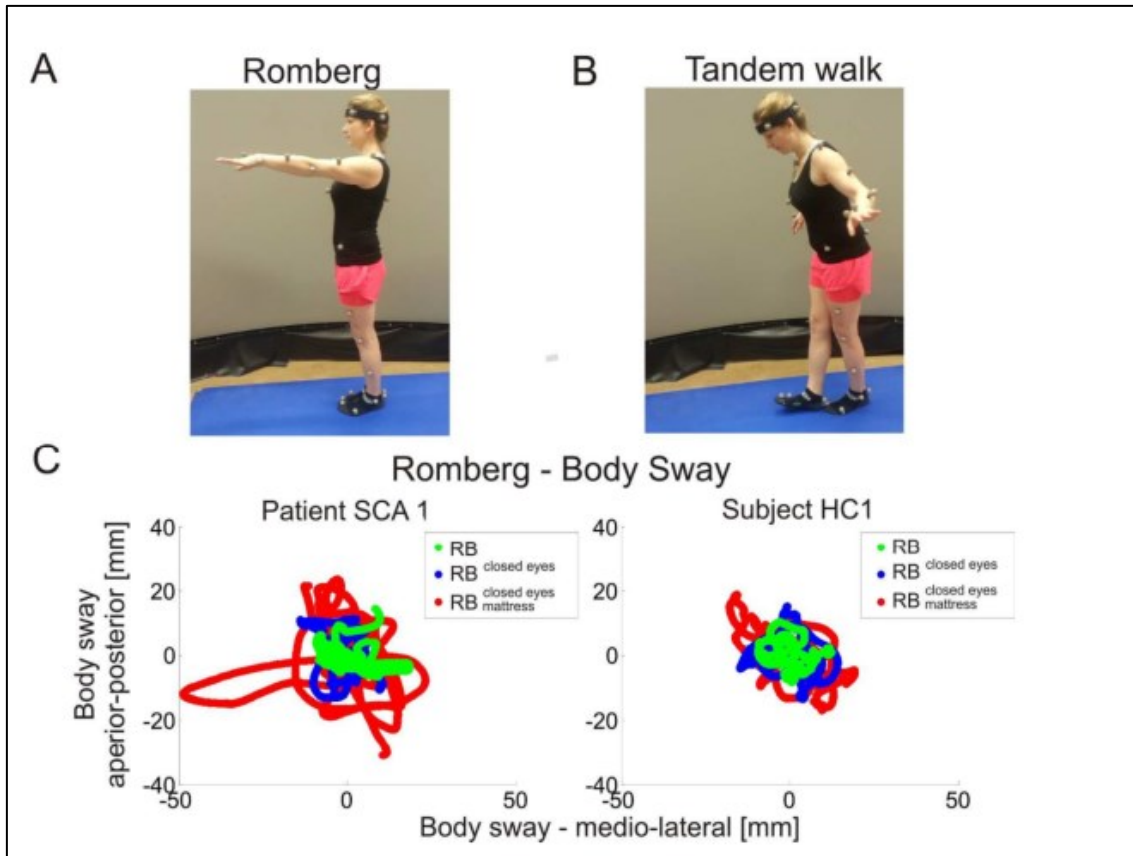 A
Romberg
B
Tandem walk
C
Romberg - Body Sway
Patient SCA 1
Subject HC1
Body sway
aperior-posterior [mm]
40
20
0
-20
-40
-50
0
50
RB
RB closed eyes
RB closed eyes mattress
40
20
0
-20
-40
-50
0
50
RB
RB closed eyes
RB closed eyes mattress
Body sway - medio-lateral [mm]